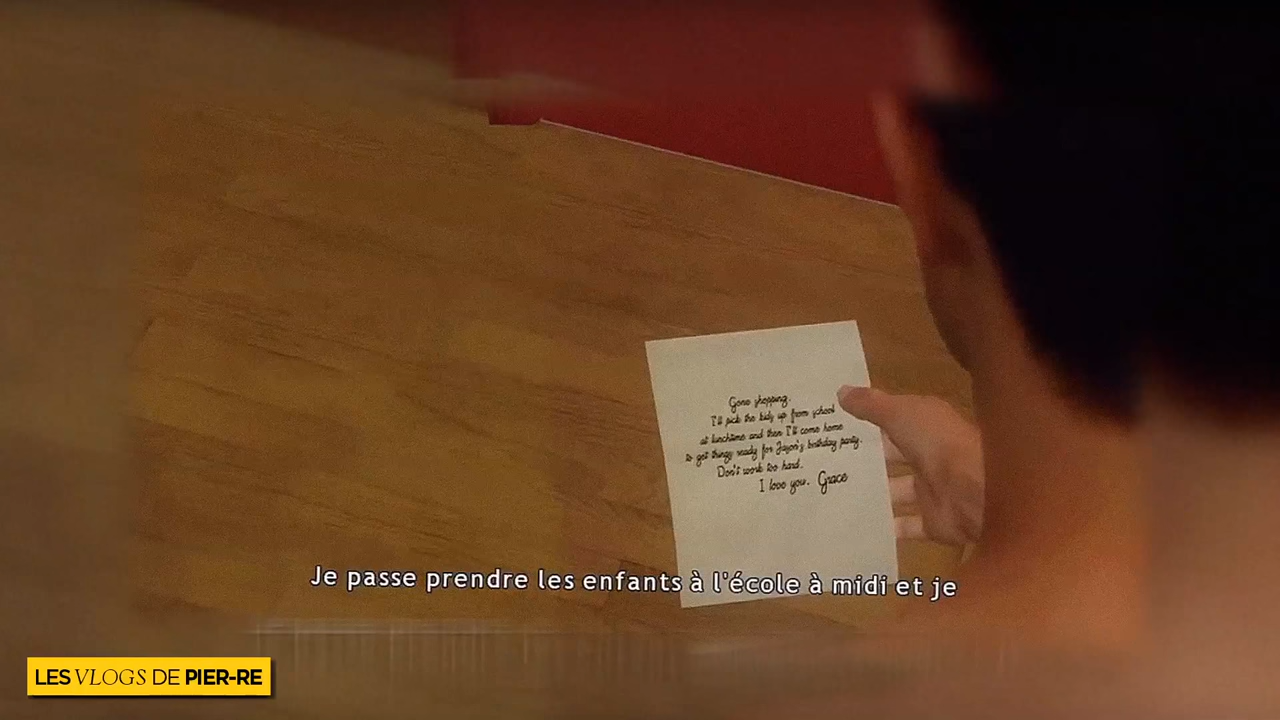 Gone shopping.
I'll pick the kids up from school
at lunchtime and then I'll come home
to get things ready for Jason's birthday party.
Don't work too hard.
I love you. Grace
Je passe prendre les enfants à l'école à midi et je
LES VLOGS DE PIER-RE